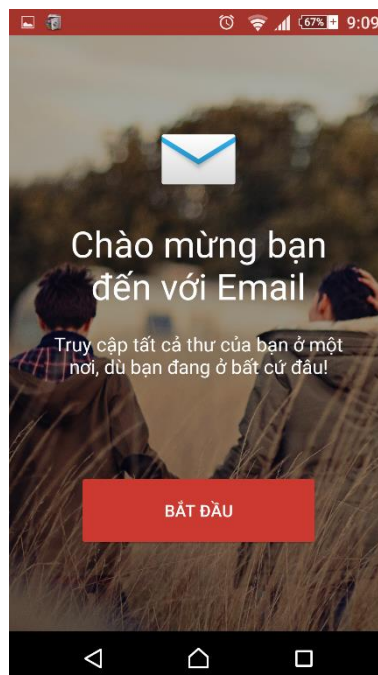 67% 9:09
Chào mừng bạn
đến với Email
Truy cập tất cả thư của bạn ở một
nơi, dù bạn đang ở bất cứ đâu!
BẮT ĐẦU